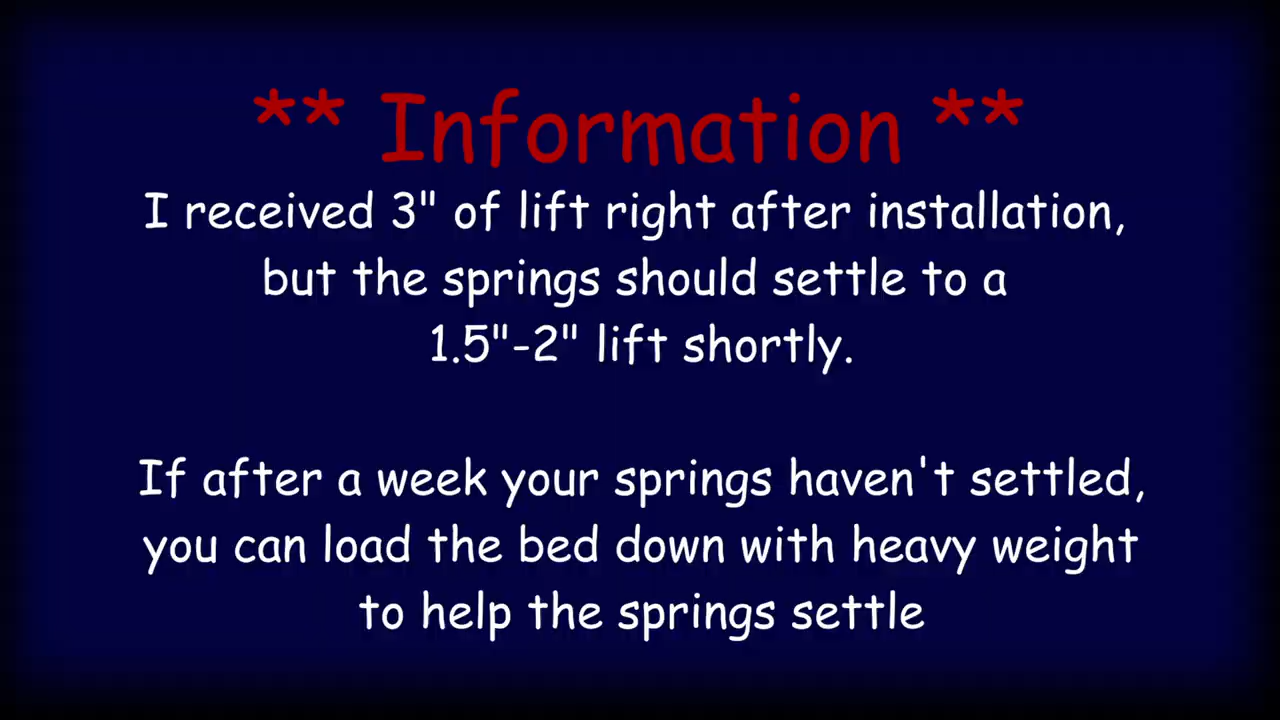 ** Information **
I received 3" of lift right after installation,
but the springs should settle to a
1.5"-2" lift shortly.
If after a week your springs haven't settled,
you can load the bed down with heavy weight
to help the springs settle